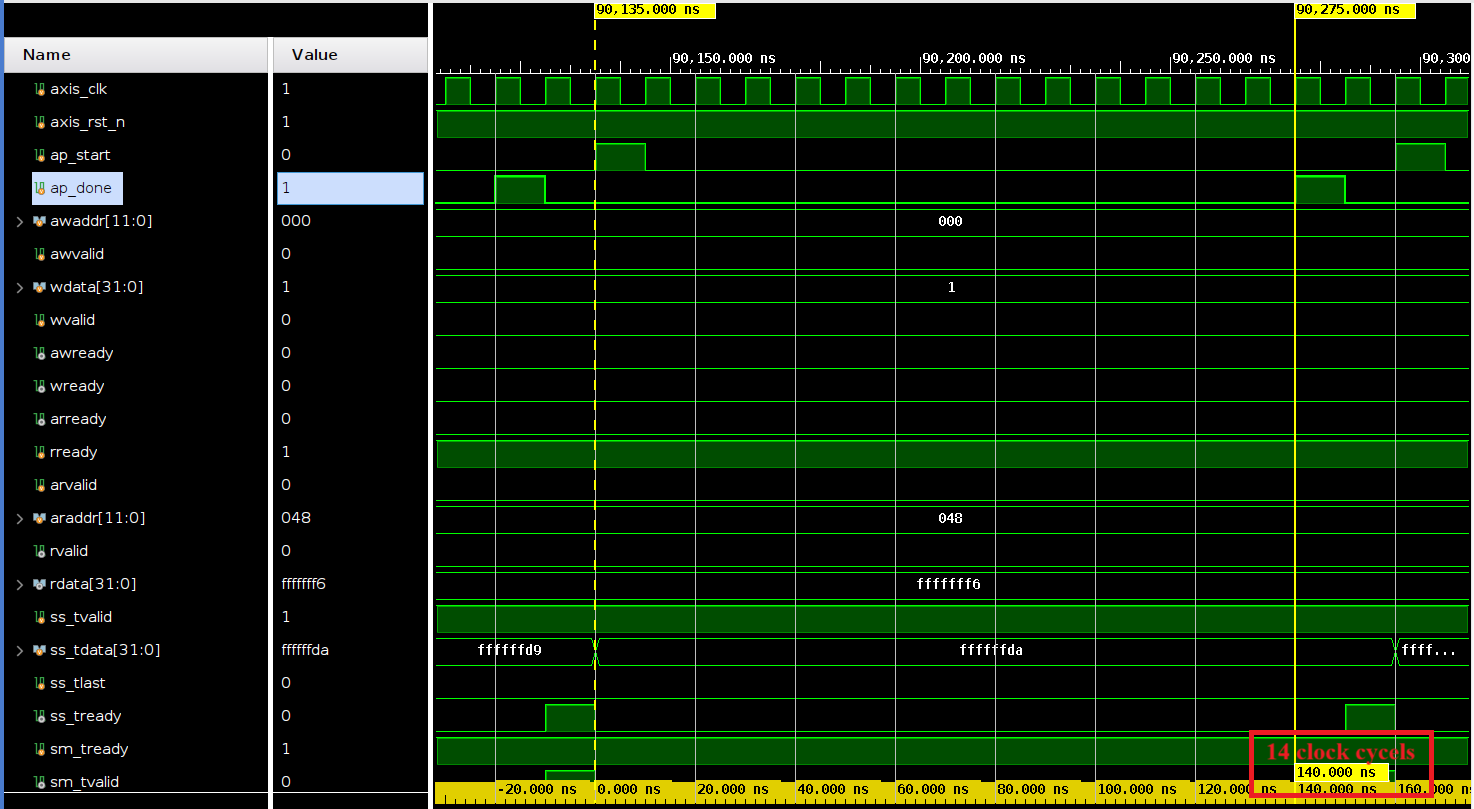 90,135.000 ns 90,275.000 ns
Name Value
90,150.000 ns 90,200.000 ns 90,250.000 ns 90,300
axis_clk 1
axis_rst_n 1
ap_start 0
ap_done 1
awaddr[11:0] 000 000
awvalid 0
wdata[31:0] 1 1
wvalid 0
awready 0
wready 0
arready 0
rready 1
arvalid 0
araddr[11:0] 048 048
rvalid 0
rdata[31:0] fffffff6 fffffff6
ss_tvalid 1
ss_tdata[31:0] ffffffda ffffffd9 ffffffda ffff...
ss_tlast 0
ss_tready 0
sm_tready 1 14 clock cycels
sm_tvalid 0 140.000 ns
-20.000 ns 0.000 ns 20.000 ns 40.000 ns 60.000 ns 80.000 ns 100.000 ns 120.000 ns 140.000 ns 160.000 ns